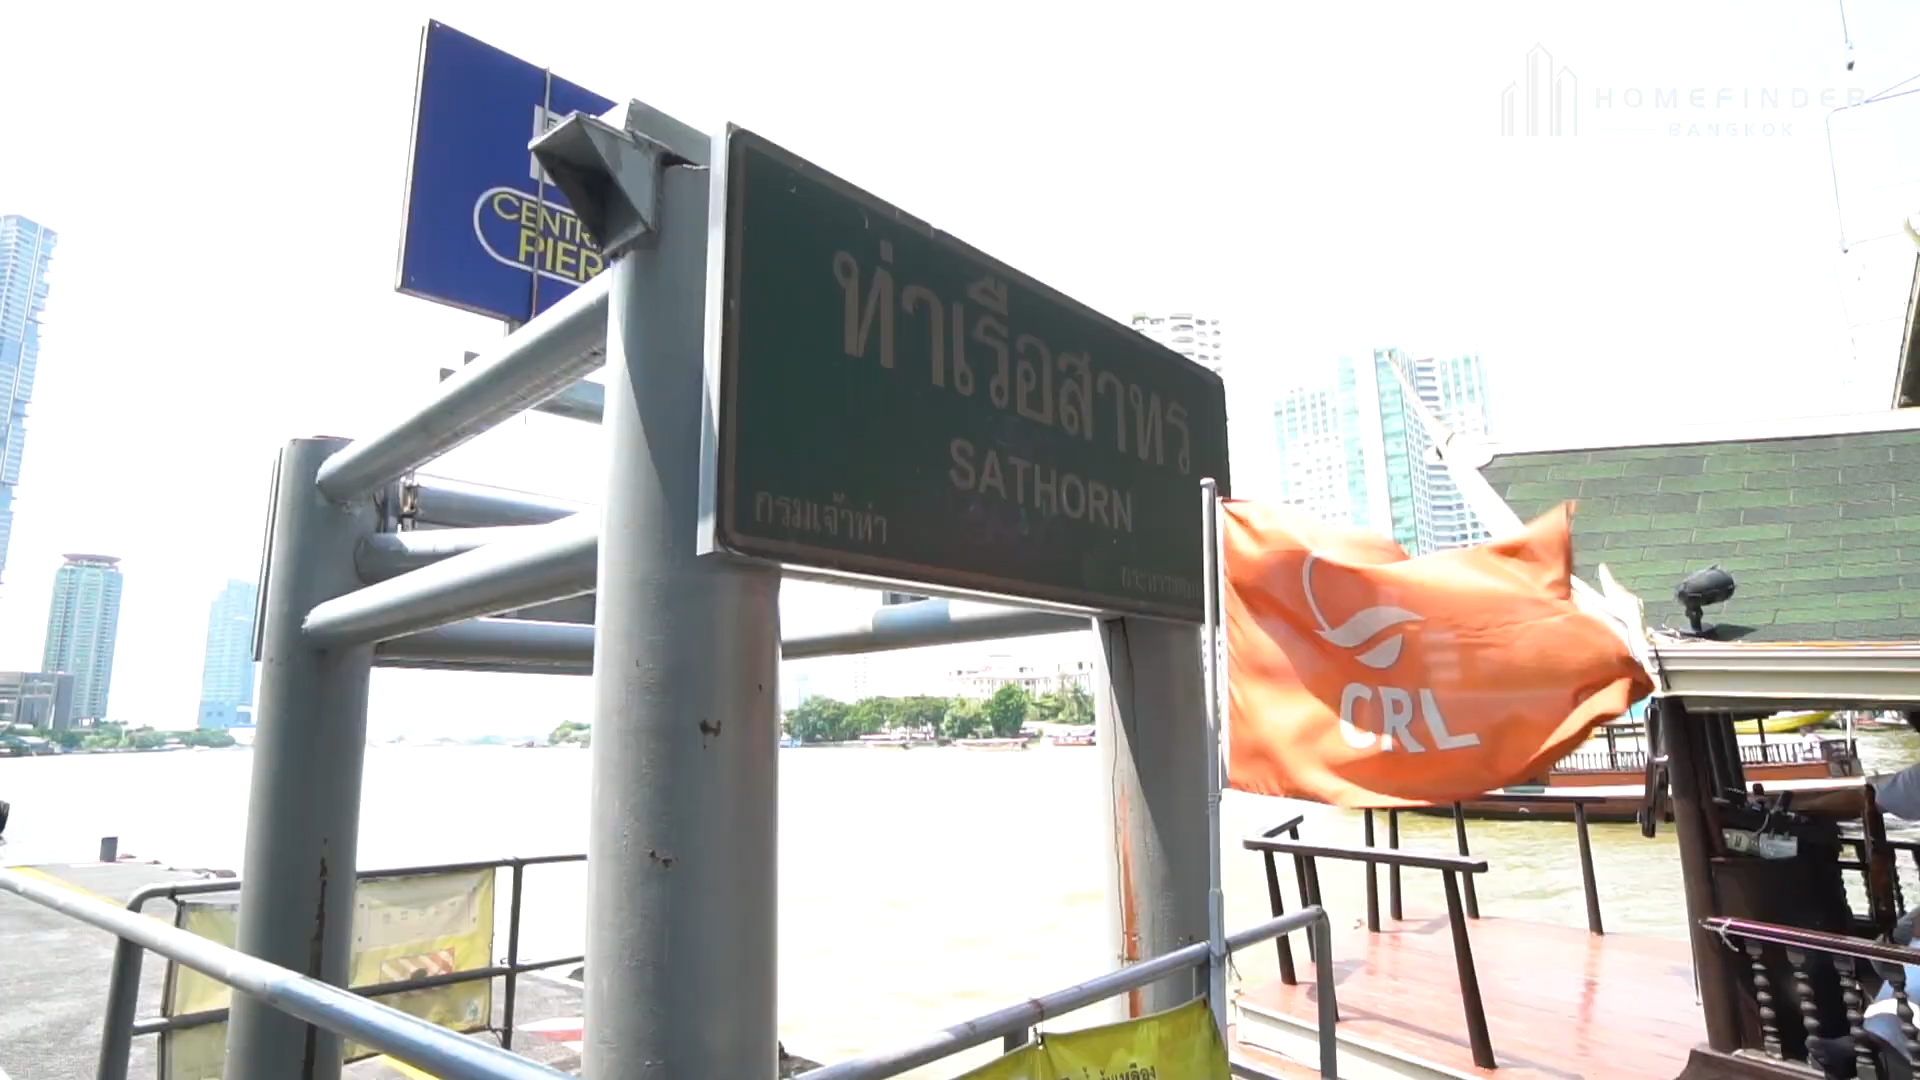 HOMEFINDER
BANGKOK
CENTR
PIER
ท่าเรือสาทร
SATHORN
กรมเจ้าท่า
CRL